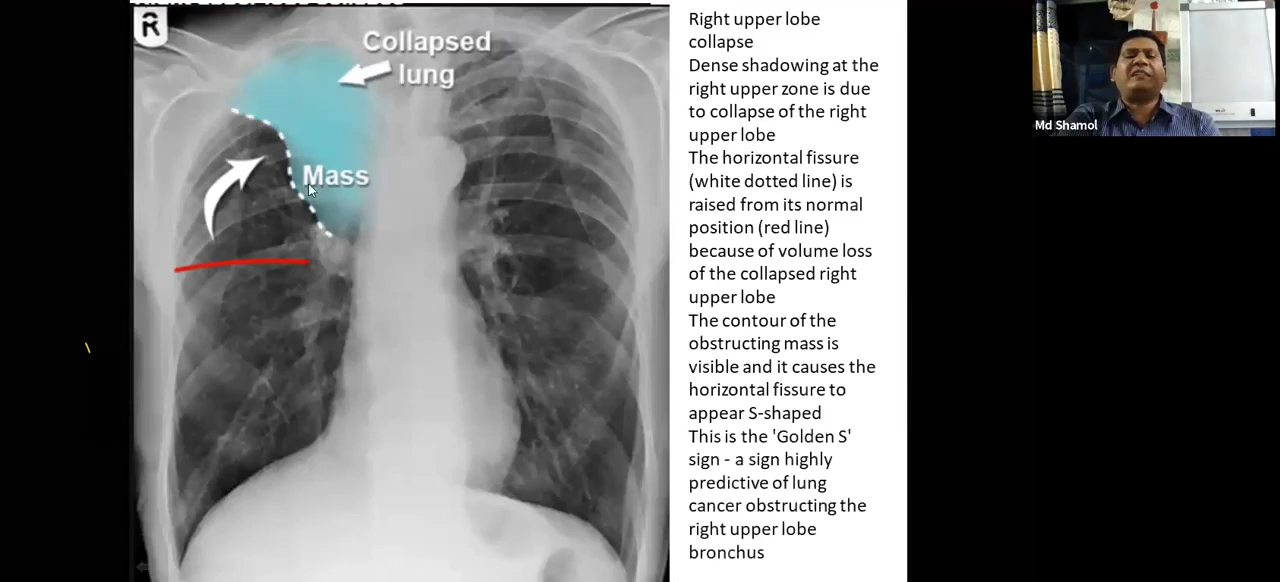 R
Collapsed
lung
Mass
Right upper lobe
collapse
Dense shadowing at the
right upper zone is due
to collapse of the right
upper lobe
The horizontal fissure
(white dotted line) is
raised from its normal
position (red line)
because of volume loss
of the collapsed right
upper lobe
The contour of the
obstructing mass is
visible and it causes the
horizontal fissure to
appear S-shaped
This is the 'Golden S'
sign - a sign highly
predictive of lung
cancer obstructing the
right upper lobe
bronchus
Md Shamol